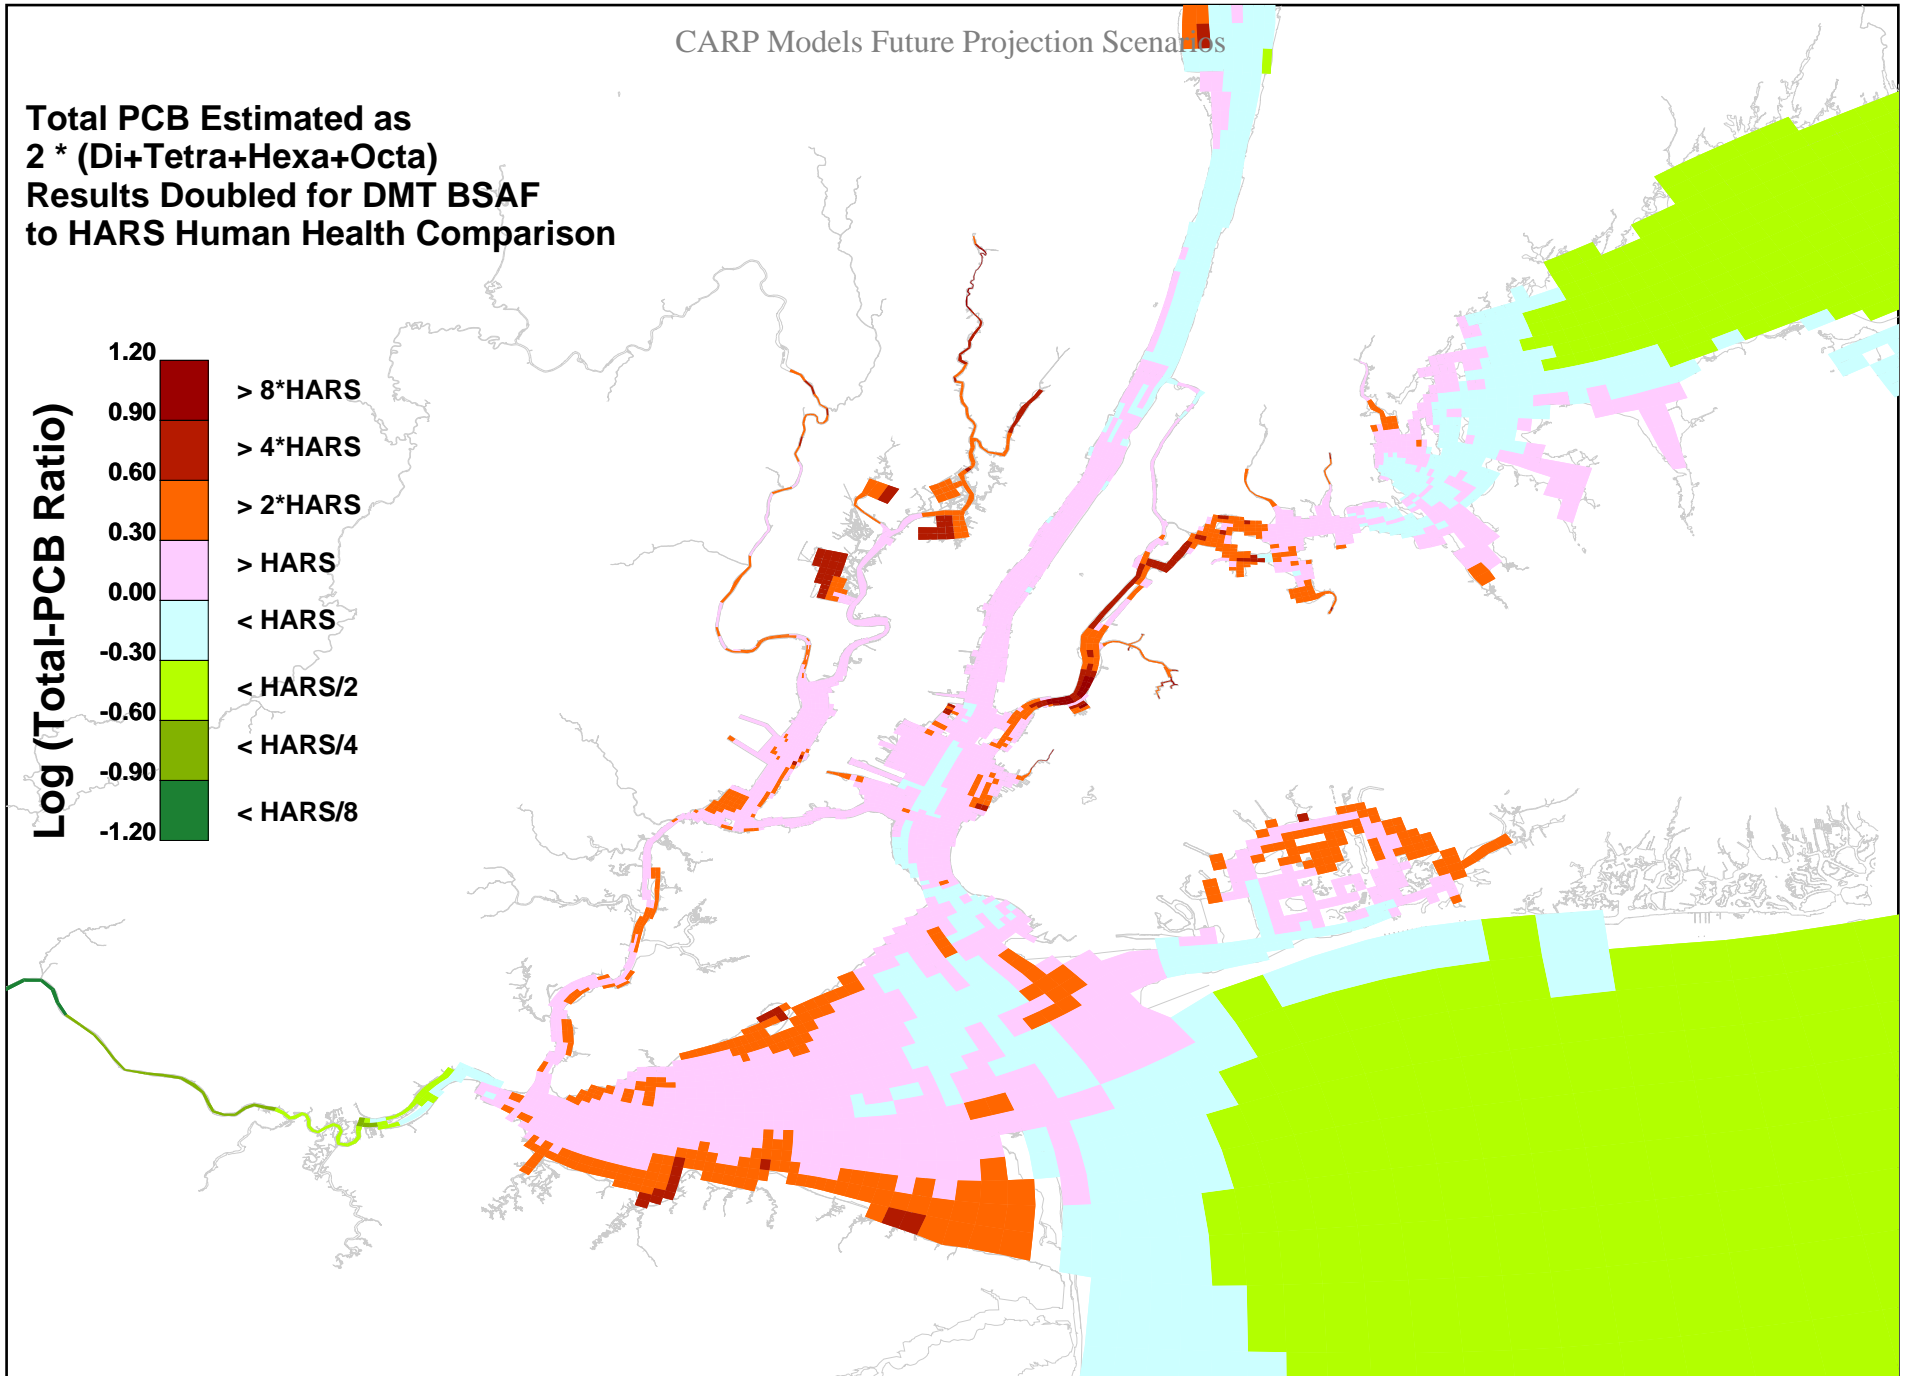 CARP Models Future Projection Scenarios
Total PCB Estimated as
2 * (Di+Tetra+Hexa+Octa)
Results Doubled for DMT BSAF
to HARS Human Health Comparison
Log (Total-PCB Ratio)
1.20
> 8*HARS
0.90
> 4*HARS
0.60
> 2*HARS
0.30
> HARS
0.00
< HARS
-0.30
< HARS/2
-0.60
< HARS/4
-0.90
< HARS/8
-1.20